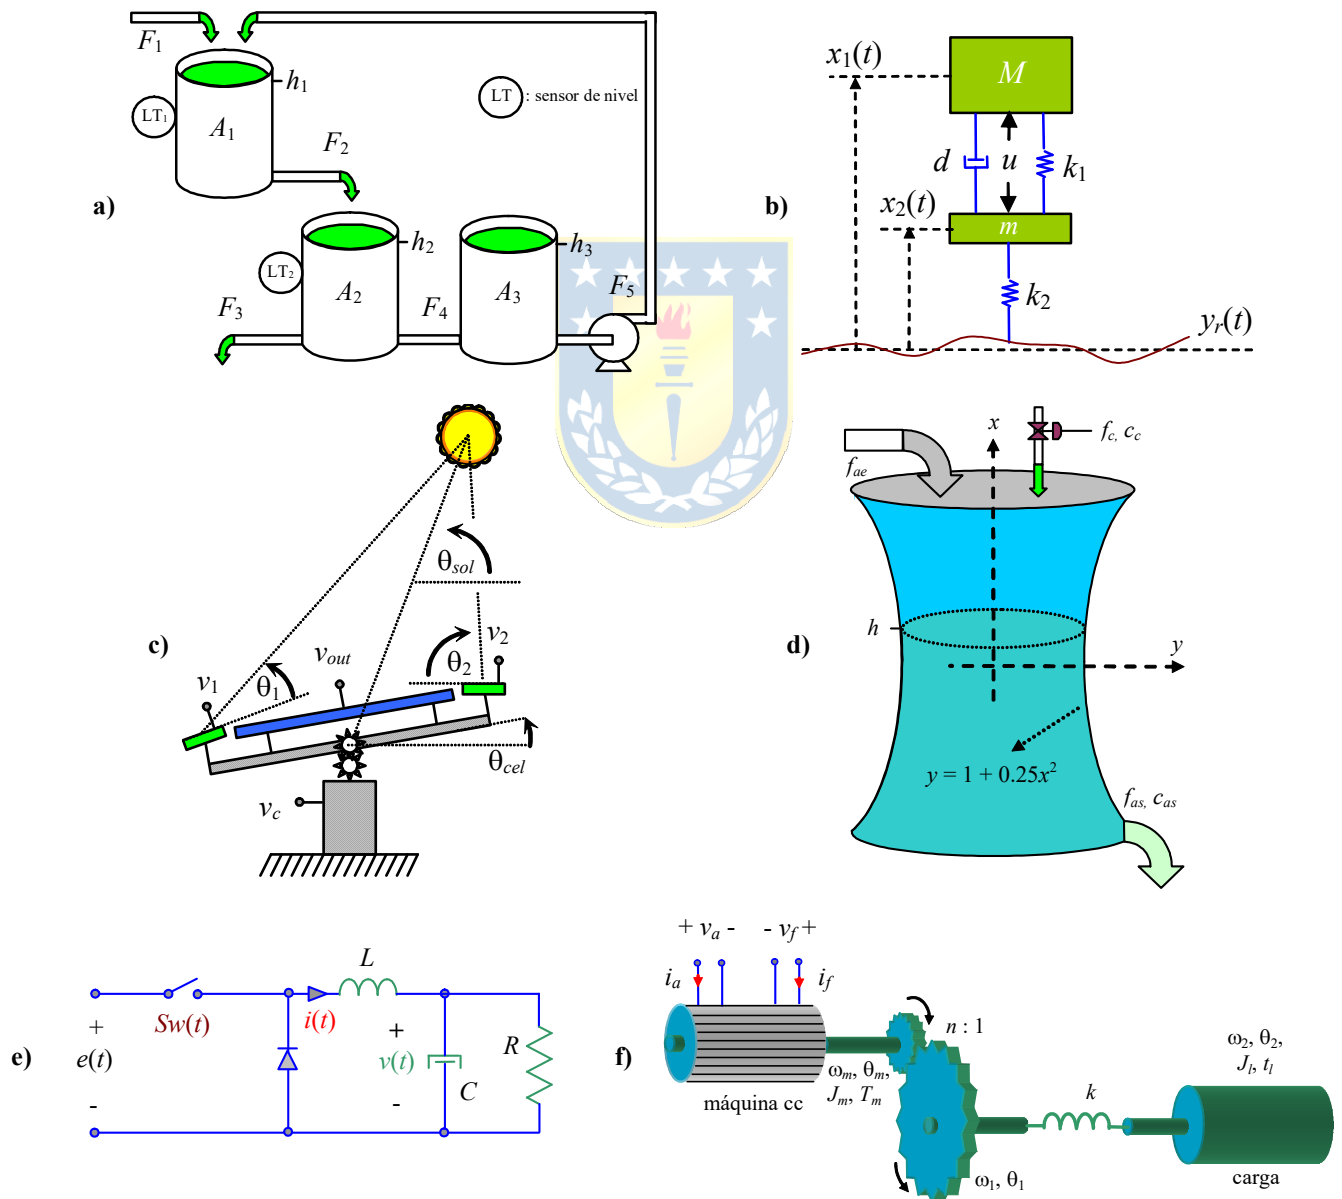 a)
F1
h1
LT1
A1
F2
LT : sensor de nivel
h2
h3
LT2
A2
A3
F3
F4
F5
b)
x1(t)
M
d
u
k1
x2(t)
m
k2
yr(t)
c)
θsol
v1
θ1
vout
θ2
v2
θcel
vc
d)
x
fc, cc
fae
h
y
y = 1 + 0.25x²
fas, cas
e)
L
Sw(t)
i(t)
+
e(t)
-
+
v(t)
-
C
R
f)
+ va -
- vf +
ia
if
n : 1
ωm, θm,
Jm, Tm
máquina cc
ω1, θ1
k
ω2, θ2,
Jl, tl
carga